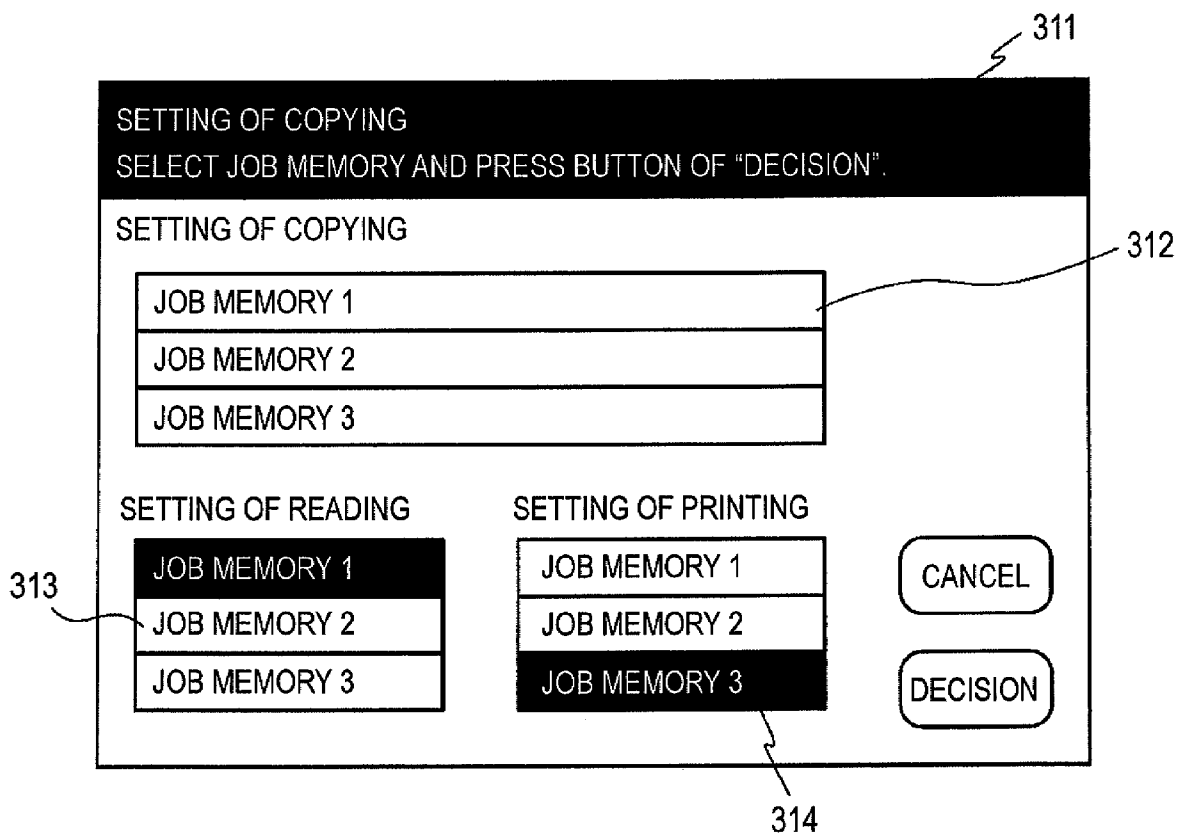 311
SETTING OF COPYING
SELECT JOB MEMORY AND PRESS BUTTON OF “DECISION”.
SETTING OF COPYING
312
JOB MEMORY 1
JOB MEMORY 2
JOB MEMORY 3
SETTING OF READING
313
JOB MEMORY 1
JOB MEMORY 2
JOB MEMORY 3
SETTING OF PRINTING
JOB MEMORY 1
JOB MEMORY 2
JOB MEMORY 3
314
CANCEL
DECISION